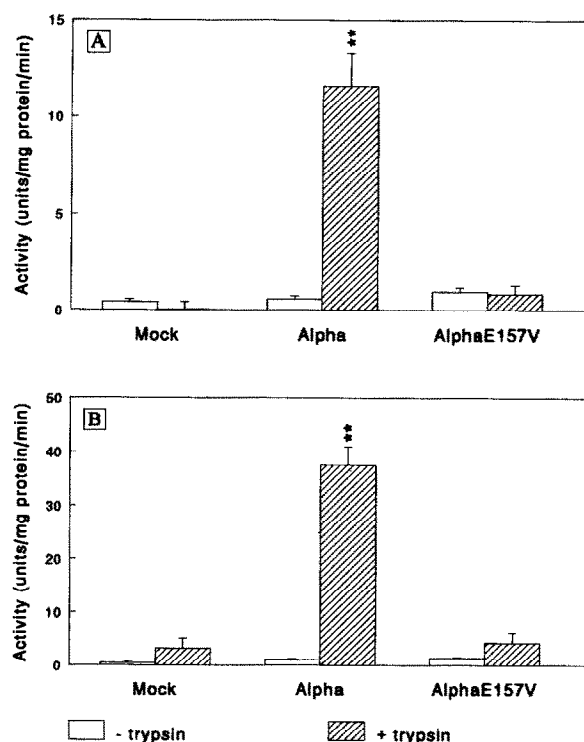 A
Activity (units/mg protein/min)
15
10
5
0
**
Mock
Alpha
AlphaE157V
B
Activity (units/mg protein/min)
50
40
30
20
10
0
**
Mock
Alpha
AlphaE157V
- trypsin
+ trypsin